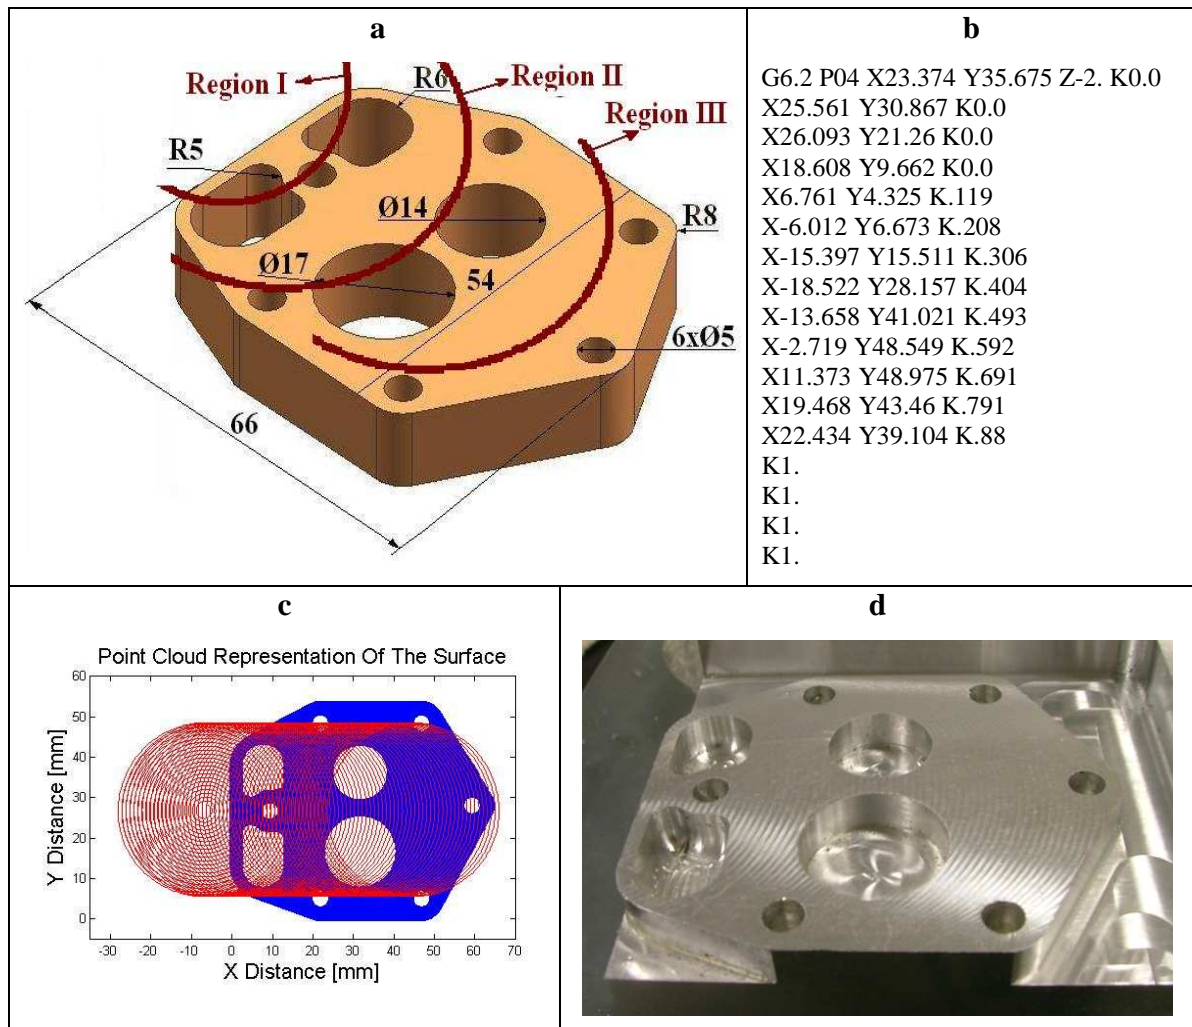 a
Region I
R6
Region II
Region III
R5
Ø14
R8
Ø17
54
6xØ5
66
b
G6.2 P04 X23.374 Y35.675 Z-2. K0.0
X25.561 Y30.867 K0.0
X26.093 Y21.26 K0.0
X18.608 Y9.662 K0.0
X6.761 Y4.325 K.119
X-6.012 Y6.673 K.208
X-15.397 Y15.511 K.306
X-18.522 Y28.157 K.404
X-13.658 Y41.021 K.493
X-2.719 Y48.549 K.592
X11.373 Y48.975 K.691
X19.468 Y43.46 K.791
X22.434 Y39.104 K.88
K1.
K1.
K1.
K1.
c
Point Cloud Representation Of The Surface
60
50
40
30
20
10
0
Y Distance [mm]
-30 -20 -10 0 10 20 30 40 50 60 70
X Distance [mm]
d